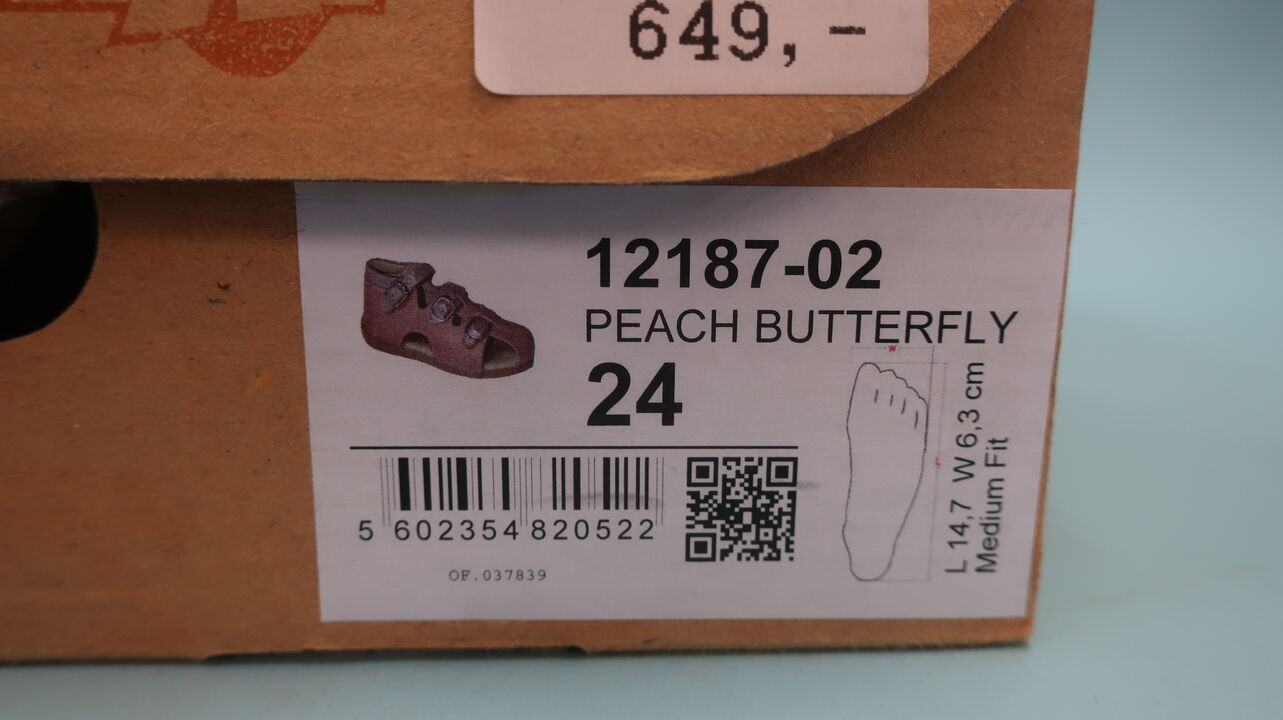 649,-
12187-02
PEACH BUTTERFLY
24
W
L 14,7 W 6,3 cm
Medium Fit
5 602354 820522
OF.037839